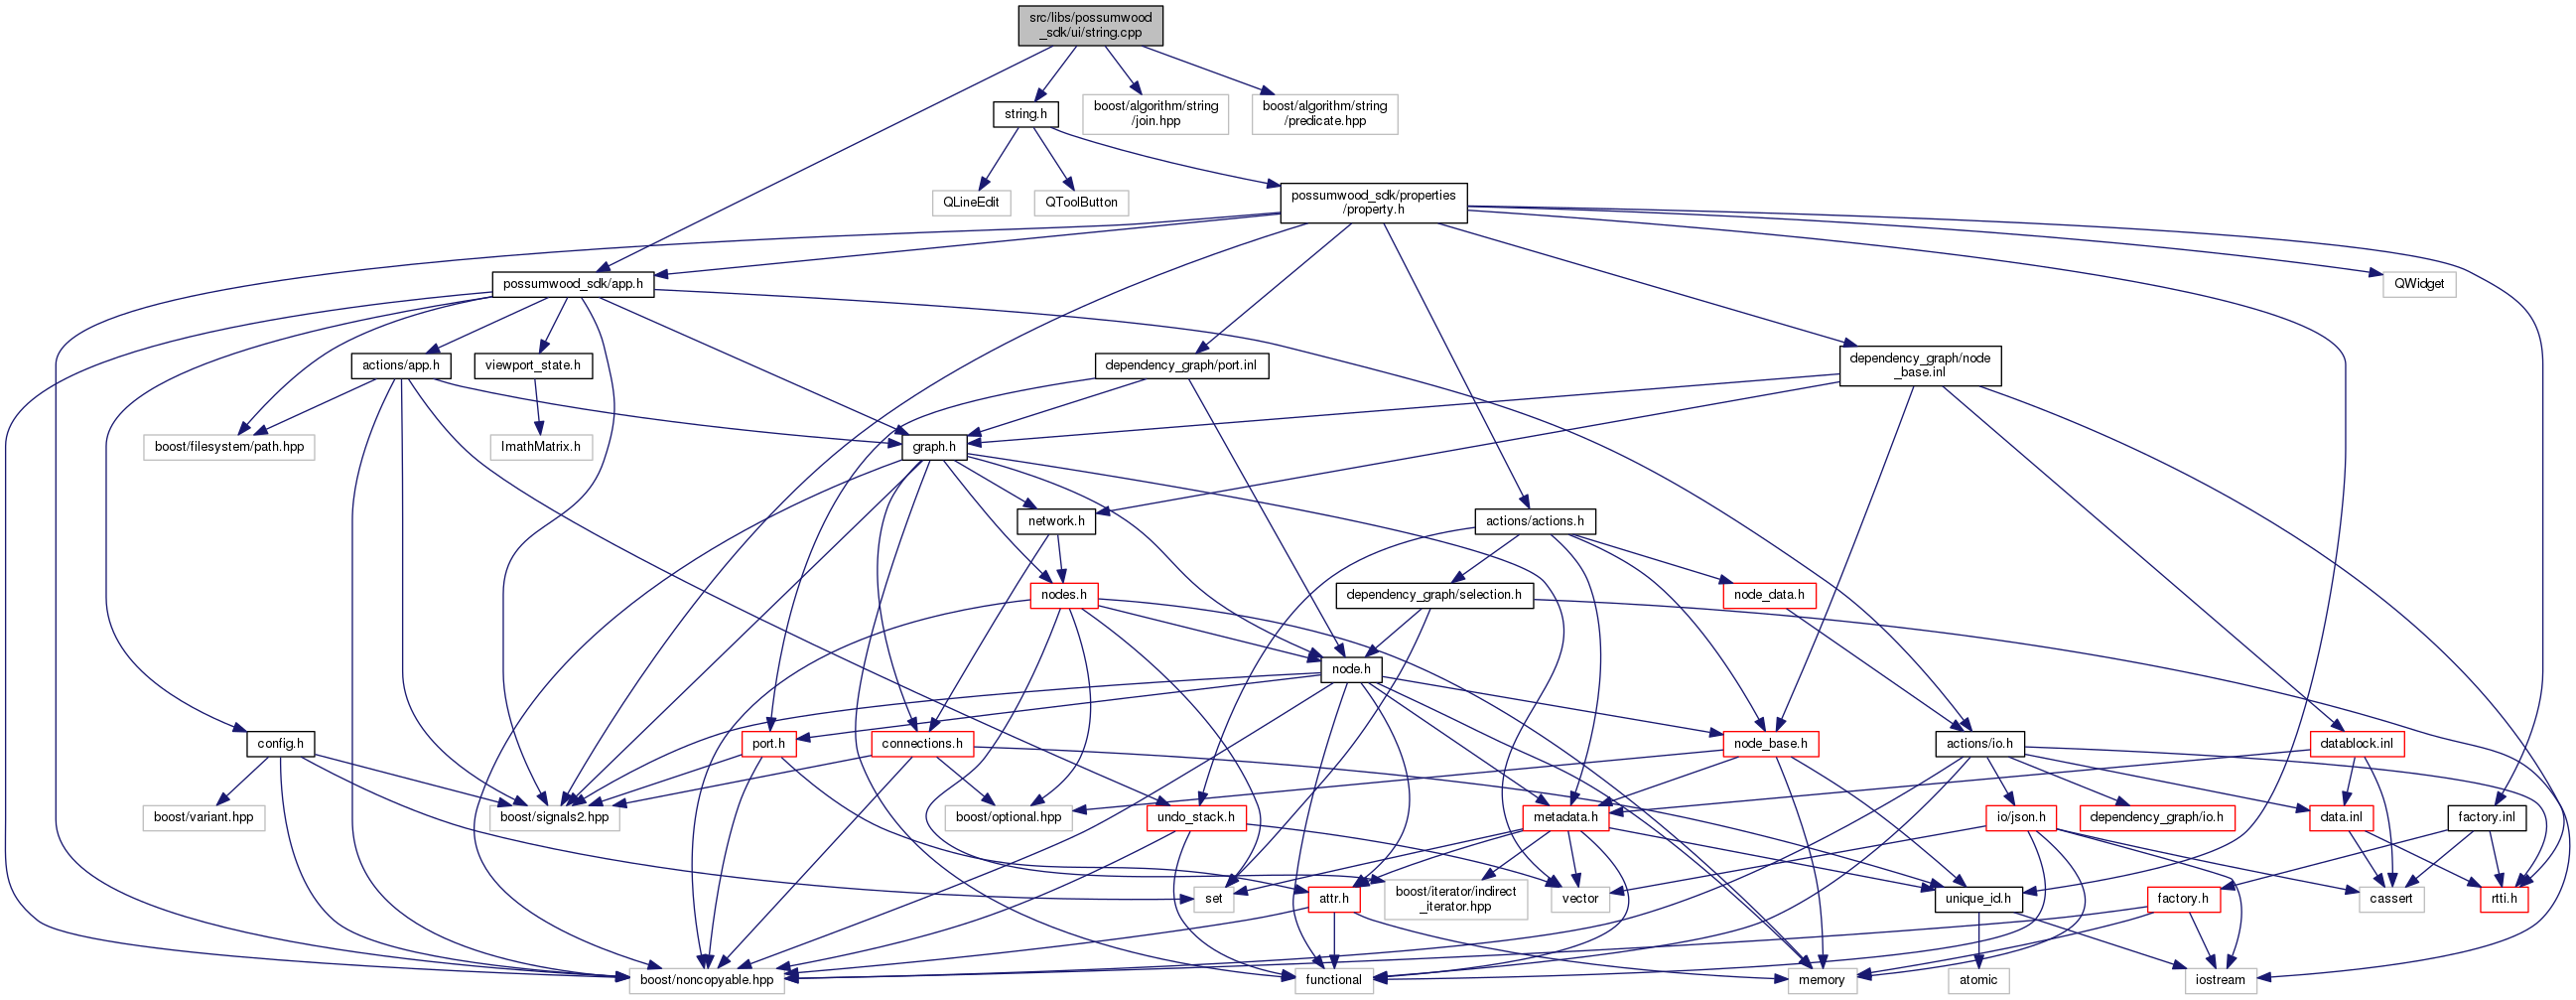 src/libs/possumwood
_sdk/ui/string.cpp
string.h
boost/algorithm/string
/join.hpp
boost/algorithm/string
/predicate.hpp
QLineEdit
QToolButton
possumwood_sdk/properties
/property.h
possumwood_sdk/app.h
QWidget
actions/app.h
viewport_state.h
dependency_graph/port.inl
dependency_graph/node
_base.inl
boost/filesystem/path.hpp
ImathMatrix.h
graph.h
network.h
actions/actions.h
nodes.h
dependency_graph/selection.h
node_data.h
node.h
config.h
port.h
connections.h
node_base.h
actions/io.h
datablock.inl
boost/variant.hpp
boost/signals2.hpp
boost/optional.hpp
undo_stack.h
metadata.h
io/json.h
dependency_graph/io.h
data.inl
factory.inl
set
attr.h
boost/iterator/indirect
_iterator.hpp
vector
unique_id.h
factory.h
cassert
rtti.h
boost/noncopyable.hpp
functional
memory
atomic
iostream